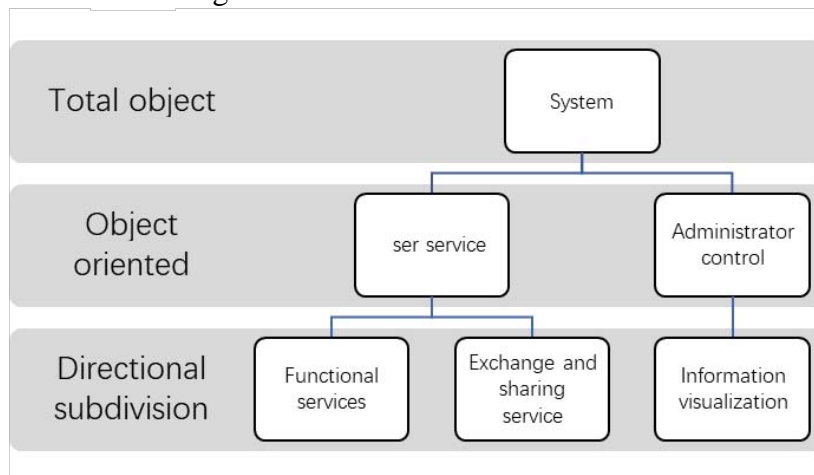 Total object
System
Object
oriented
ser service
Administrator
control
Directional
subdivision
Functional
services
Exchange and
sharing
service
Information
visualization